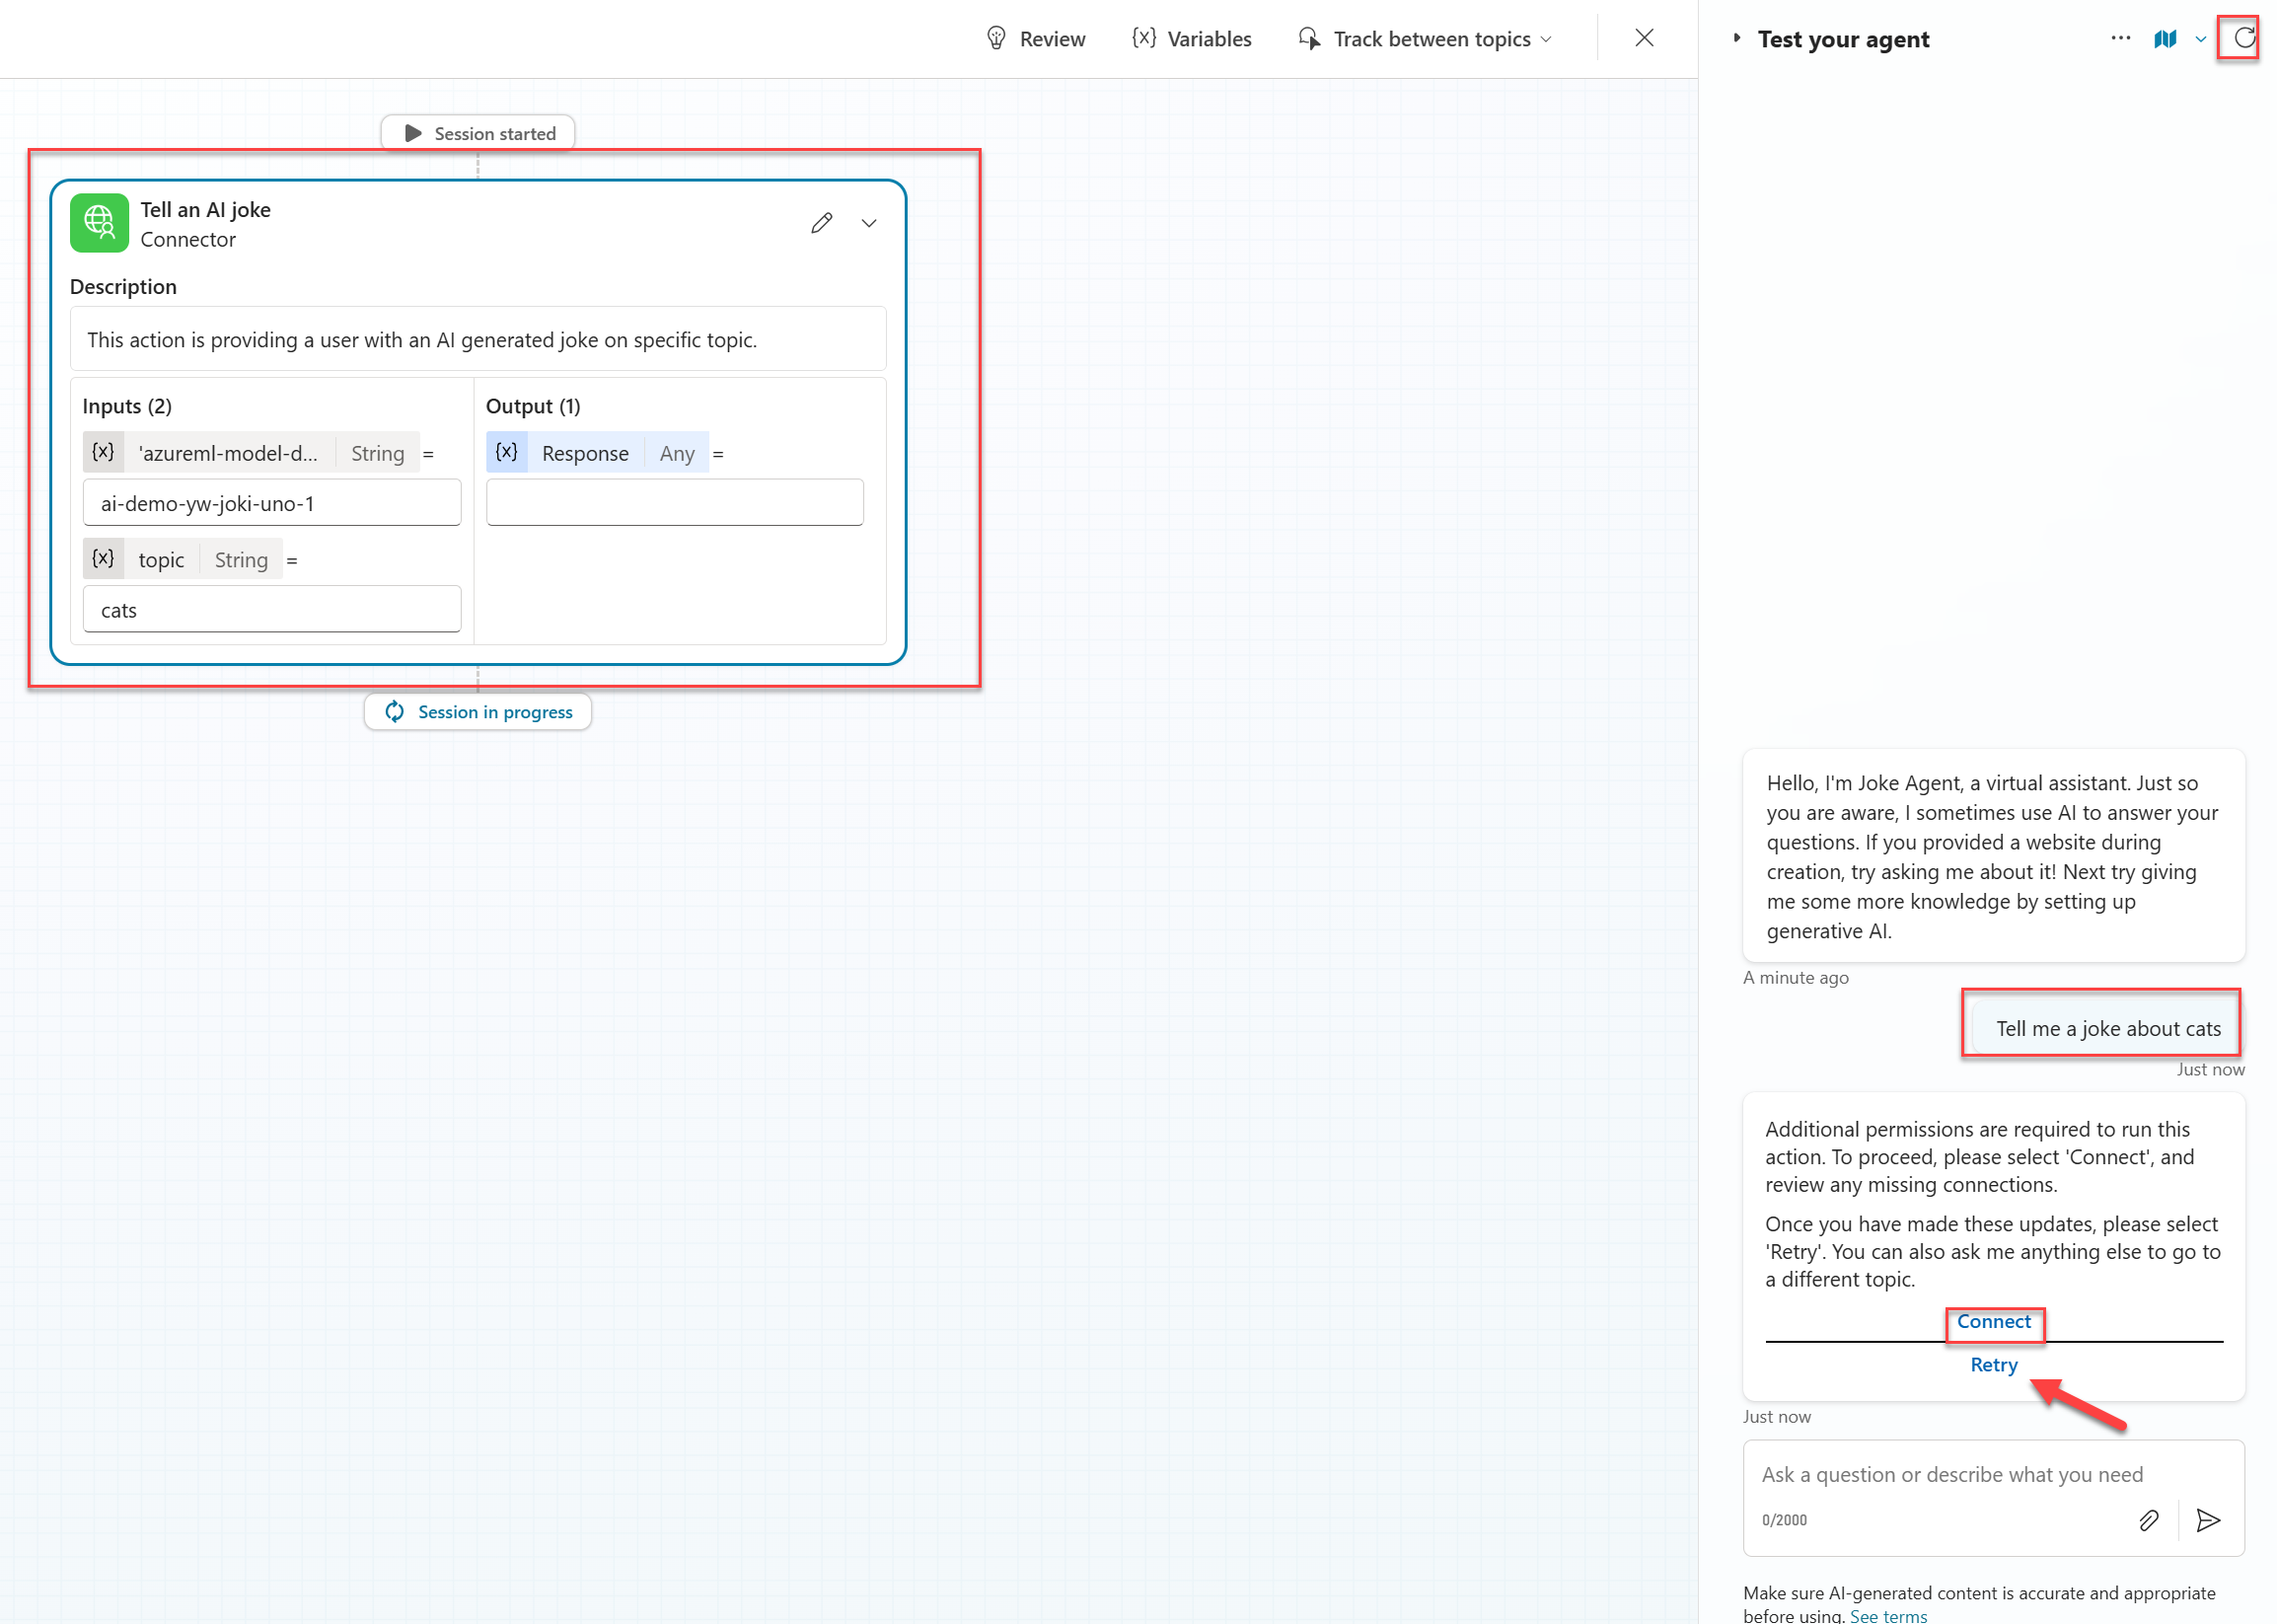 Review
Variables
Track between topics
Test your agent
Session started
Tell an AI joke
Connector
Description
This action is providing a user with an AI generated joke on specific topic.
Inputs (2)
{x} 'azureml-model-d... String =
ai-demo-yw-joki-uno-1
{x} topic String =
cats
Output (1)
{x} Response Any =
Session in progress
Hello, I'm Joke Agent, a virtual assistant. Just so
you are aware, I sometimes use AI to answer your
questions. If you provided a website during
creation, try asking me about it! Next try giving
me some more knowledge by setting up
generative AI.
A minute ago
Tell me a joke about cats
Just now
Additional permissions are required to run this
action. To proceed, please select 'Connect', and
review any missing connections.
Once you have made these updates, please select
'Retry'. You can also ask me anything else to go to
a different topic.
Connect
Retry
Just now
Ask a question or describe what you need
0/2000
Make sure AI-generated content is accurate and appropriate
before using. See terms